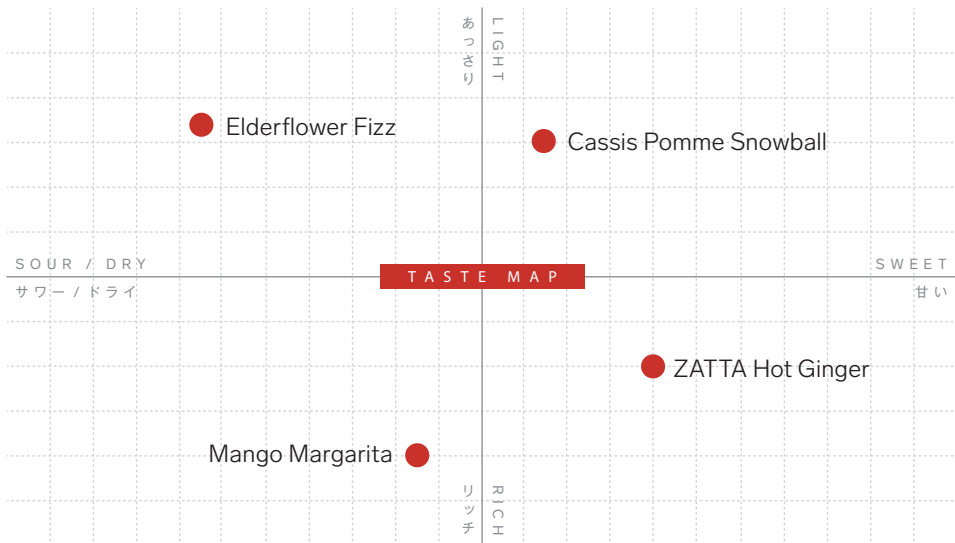 あっさり
LIGHT
Elderflower Fizz
Cassis Pomme Snowball
SOUR / DRY
サワー / ドライ
TASTE MAP
SWEET
甘い
ZATTA Hot Ginger
Mango Margarita
リッチ
RICH